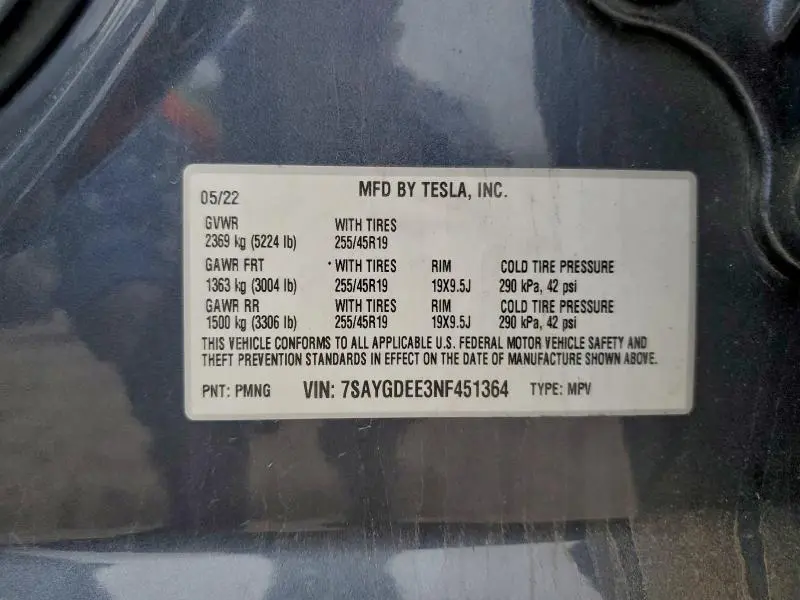 05/22 MFD BY TESLA, INC.
GVWR WITH TIRES
2369 kg (5224 lb) 255/45R19
GAWR FRT WITH TIRES RIM COLD TIRE PRESSURE
1363 kg (3004 lb) 255/45R19 19X9.5J 290 kPa, 42 psi
GAWR RR WITH TIRES RIM COLD TIRE PRESSURE
1500 kg (3306 lb) 255/45R19 19X9.5J 290 kPa, 42 psi
THIS VEHICLE CONFORMS TO ALL APPLICABLE U.S. FEDERAL MOTOR VEHICLE SAFETY AND
THEFT PREVENTION STANDARDS IN EFFECT ON THE DATE OF MANUFACTURE SHOWN ABOVE.
PNT: PMNG VIN: 7SAYGDEE3NF451364 TYPE: MPV